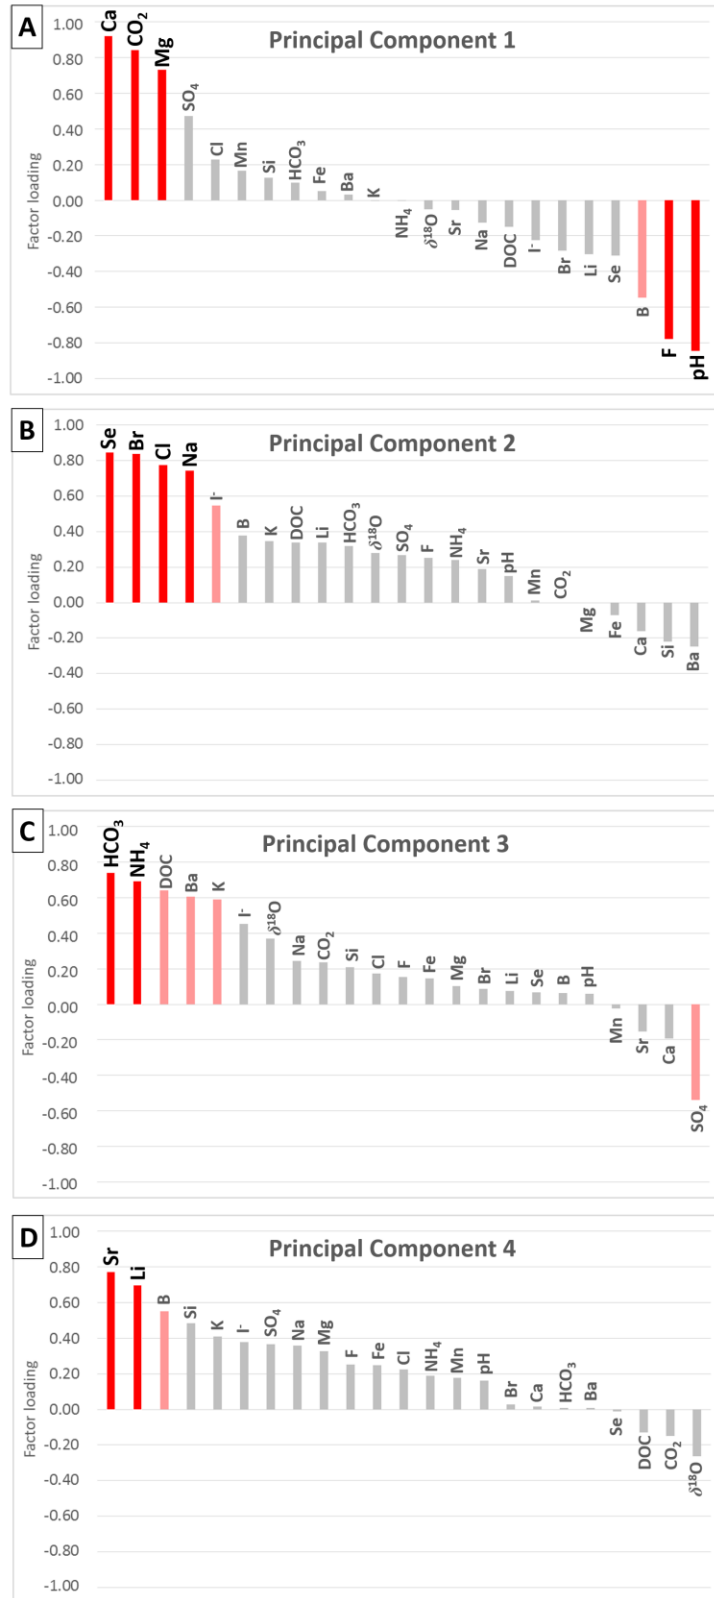 A
Principal Component 1
Factor loading
1.00
0.80
0.60
0.40
0.20
0.00
-0.20
-0.40
-0.60
-0.80
-1.00
Ca
CO₂
Mg
SO₄
Cl
Mn
Si
HCO₃
Fe
Ba
K
NH₄
δ¹⁸O
Sr
Na
DOC
I⁻
Br
Li
Se
B
F
pH
B
Principal Component 2
Factor loading
1.00
0.80
0.60
0.40
0.20
0.00
-0.20
-0.40
-0.60
-0.80
-1.00
Se
Br
Cl
Na
I⁻
B
K
DOC
Li
HCO₃
δ¹⁸O
SO₄
F
NH₄
Sr
pH
Mn
CO₂
Mg
Fe
Ca
Si
Ba
C
Principal Component 3
Factor loading
1.00
0.80
0.60
0.40
0.20
0.00
-0.20
-0.40
-0.60
-0.80
-1.00
HCO₃
NH₄
DOC
Ba
K
I⁻
δ¹⁸O
Na
CO₂
Si
Cl
F
Fe
Mg
Br
Li
Se
B
pH
Mn
Sr
Ca
SO₄
D
Principal Component 4
Factor loading
1.00
0.80
0.60
0.40
0.20
0.00
-0.20
-0.40
-0.60
-0.80
-1.00
Sr
Li
B
Si
K
I⁻
SO₄
Na
Mg
F
Fe
Cl
NH₄
Mn
pH
Br
Ca
HCO₃
Ba
Se
DOC
CO₂
δ¹⁸O